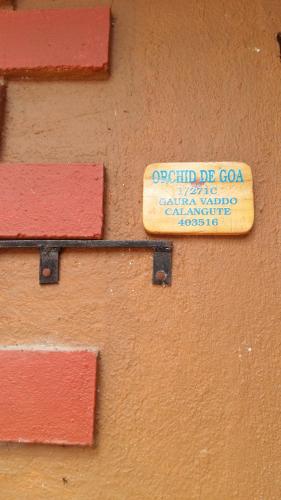 ORCHID DE GOA
1/271C
GAURA VADDO
CALANGUTE
403516